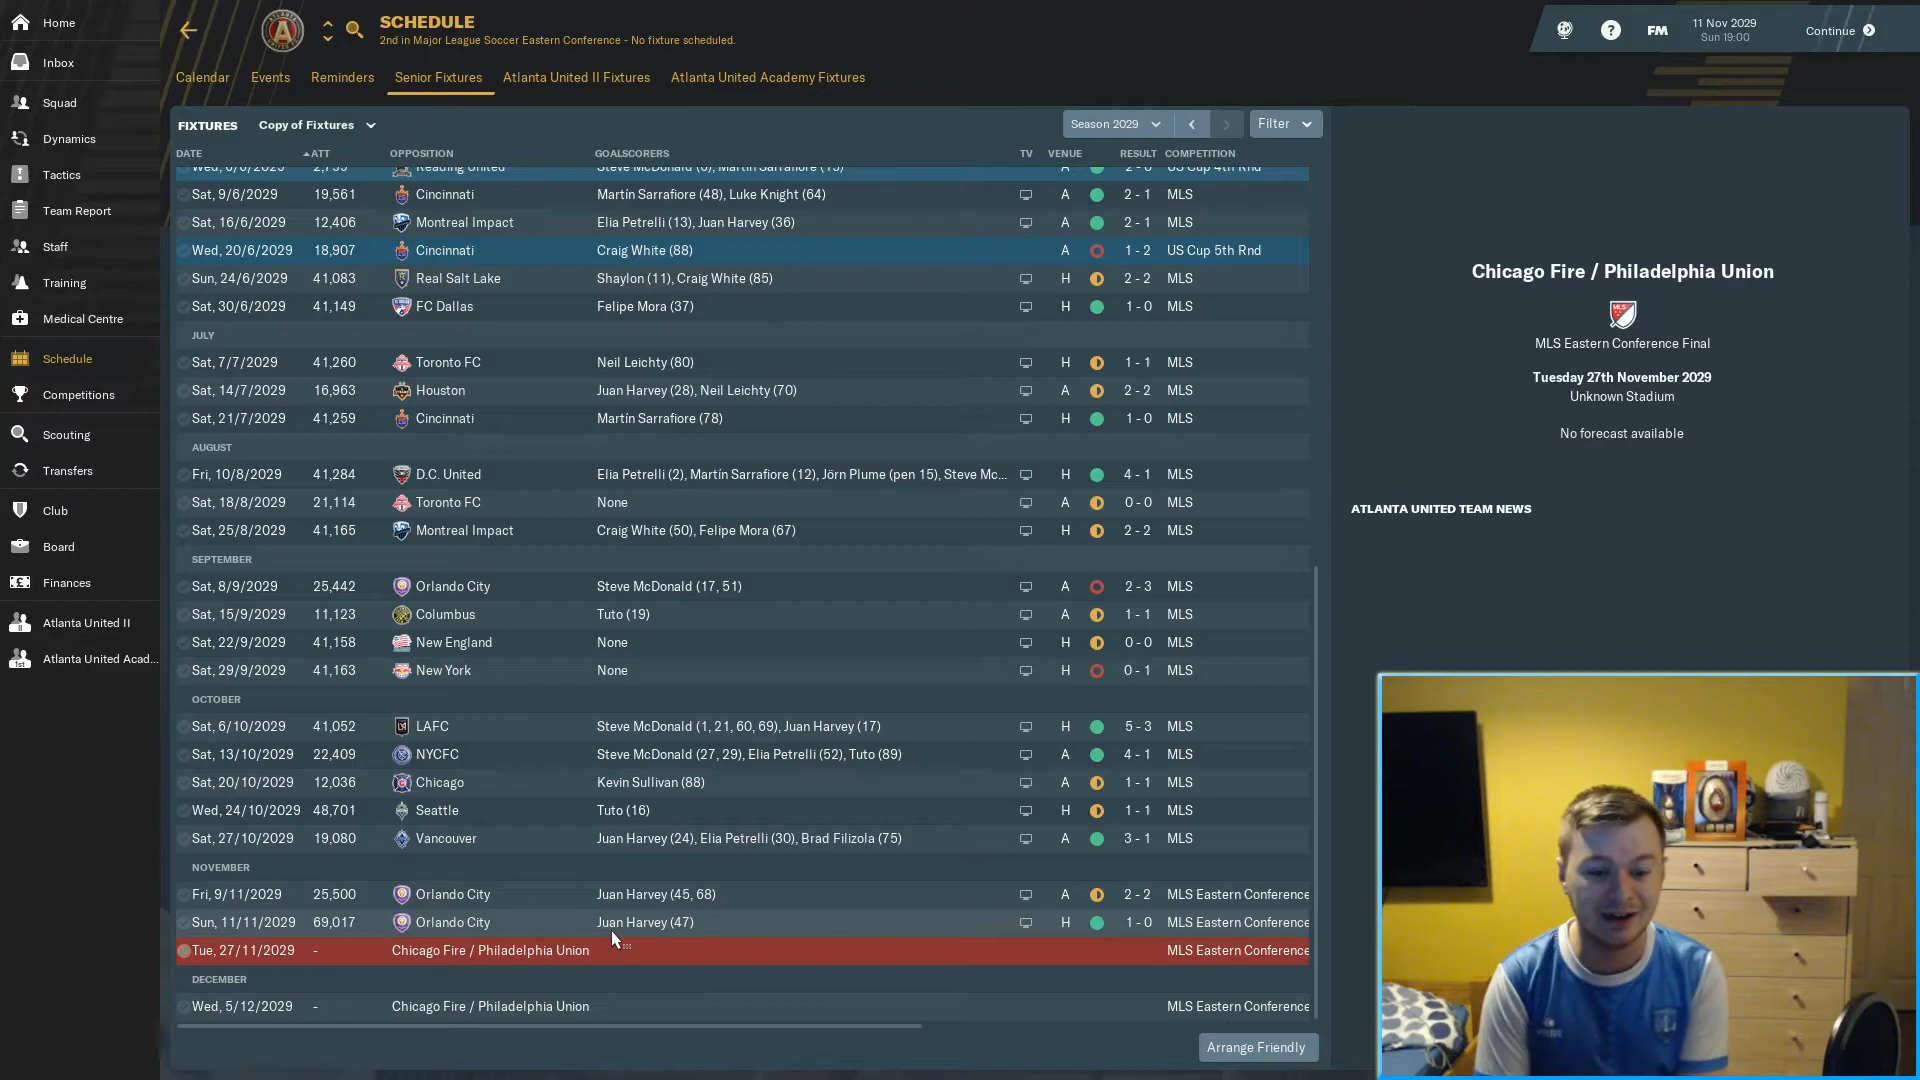 Home
Inbox
Squad
Dynamics
Tactics
Team Report
Staff
Training
Medical Centre
Schedule
Competitions
Scouting
Transfers
Club
Board
Finances
Atlanta United II
Atlanta United Acad...
SCHEDULE
2nd in Major League Soccer Eastern Conference - No fixture scheduled.
FM
11 Nov 2029
Sun 19:00
Continue
Calendar Events Reminders Senior Fixtures Atlanta United II Fixtures Atlanta United Academy Fixtures
FIXTURES Copy of Fixtures Season 2029 Filter
DATE ATT OPPOSITION GOALSCORERS TV VENUE RESULT COMPETITION
Wed, 6/6/2029 2,799 Reading United Steve McDonald (6), Martín Sarrafiore (15) A 2 - 0 US Cup 4th Rnd
Sat, 9/6/2029 19,561 Cincinnati Martín Sarrafiore (48), Luke Knight (64) A 2 - 1 MLS
Sat, 16/6/2029 12,406 Montreal Impact Elia Petrelli (13), Juan Harvey (36) A 2 - 1 MLS
Wed, 20/6/2029 18,907 Cincinnati Craig White (88) A 1 - 2 US Cup 5th Rnd
Sun, 24/6/2029 41,083 Real Salt Lake Shaylon (11), Craig White (85) H 2 - 2 MLS
Sat, 30/6/2029 41,149 FC Dallas Felipe Mora (37) H 1 - 0 MLS
JULY
Sat, 7/7/2029 41,260 Toronto FC Neil Leichty (80) H 1 - 1 MLS
Sat, 14/7/2029 16,963 Houston Juan Harvey (28), Neil Leichty (70) A 2 - 2 MLS
Sat, 21/7/2029 41,259 Cincinnati Martín Sarrafiore (78) H 1 - 0 MLS
AUGUST
Fri, 10/8/2029 41,284 D.C. United Elia Petrelli (2), Martín Sarrafiore (12), Jörn Plume (pen 15), Steve Mc... H 4 - 1 MLS
Sat, 18/8/2029 21,114 Toronto FC None A 0 - 0 MLS
Sat, 25/8/2029 41,165 Montreal Impact Craig White (50), Felipe Mora (67) H 2 - 2 MLS
SEPTEMBER
Sat, 8/9/2029 25,442 Orlando City Steve McDonald (17, 51) A 2 - 3 MLS
Sat, 15/9/2029 11,123 Columbus Tuto (19) A 1 - 1 MLS
Sat, 22/9/2029 41,158 New England None H 0 - 0 MLS
Sat, 29/9/2029 41,163 New York None H 0 - 1 MLS
OCTOBER
Sat, 6/10/2029 41,052 LAFC Steve McDonald (1, 21, 60, 69), Juan Harvey (17) H 5 - 3 MLS
Sat, 13/10/2029 22,409 NYCFC Steve McDonald (27, 29), Elia Petrelli (52), Tuto (89) A 4 - 1 MLS
Sat, 20/10/2029 12,036 Chicago Kevin Sullivan (88) A 1 - 1 MLS
Wed, 24/10/2029 48,701 Seattle Tuto (16) H 1 - 1 MLS
Sat, 27/10/2029 19,080 Vancouver Juan Harvey (24), Elia Petrelli (30), Brad Filizola (75) A 3 - 1 MLS
NOVEMBER
Fri, 9/11/2029 25,500 Orlando City Juan Harvey (45, 68) A 2 - 2 MLS Eastern Conference
Sun, 11/11/2029 69,017 Orlando City Juan Harvey (47) H 1 - 0 MLS Eastern Conference
Tue, 27/11/2029 - Chicago Fire / Philadelphia Union MLS Eastern Conference
DECEMBER
Wed, 5/12/2029 - Chicago Fire / Philadelphia Union MLS Eastern Conference
Arrange Friendly
Chicago Fire / Philadelphia Union
MLS
MLS Eastern Conference Final
Tuesday 27th November 2029
Unknown Stadium
No forecast available
ATLANTA UNITED TEAM NEWS